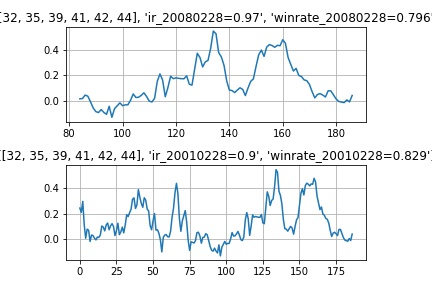 [32, 35, 39, 41, 42, 44], 'ir_20080228=0.97', 'winrate_20080228=0.796'
0.4
0.2
0.0
80 100 120 140 160 180
[[32, 35, 39, 41, 42, 44], 'ir_20010228=0.9', 'winrate_20010228=0.829']
0.4
0.2
0.0
0 25 50 75 100 125 150 175